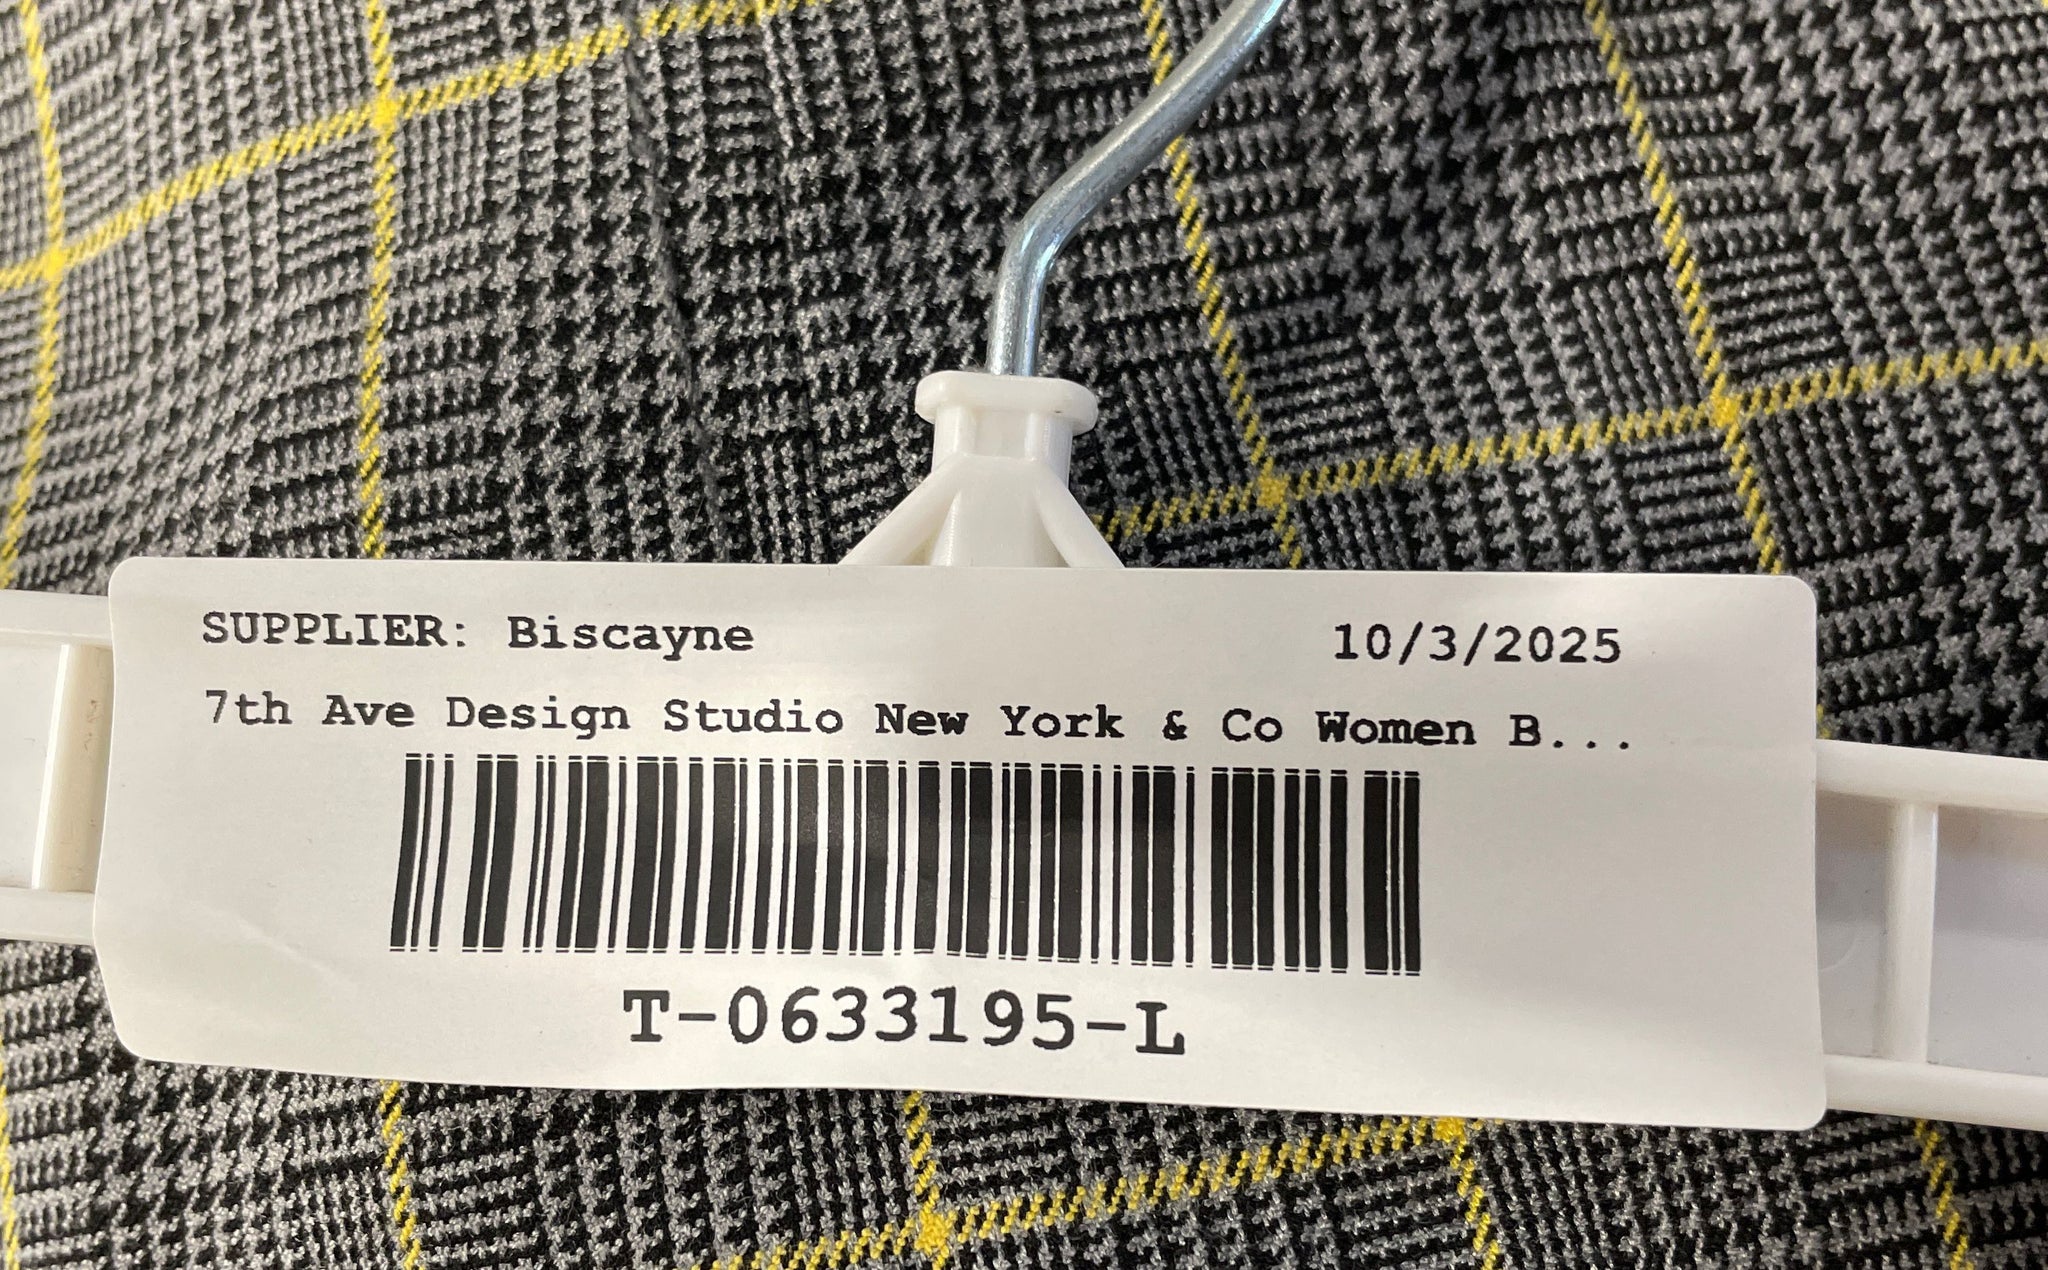 SUPPLIER: Biscayne 10/3/2025
7th Ave Design Studio New York & Co Women B...
T-0633195-L